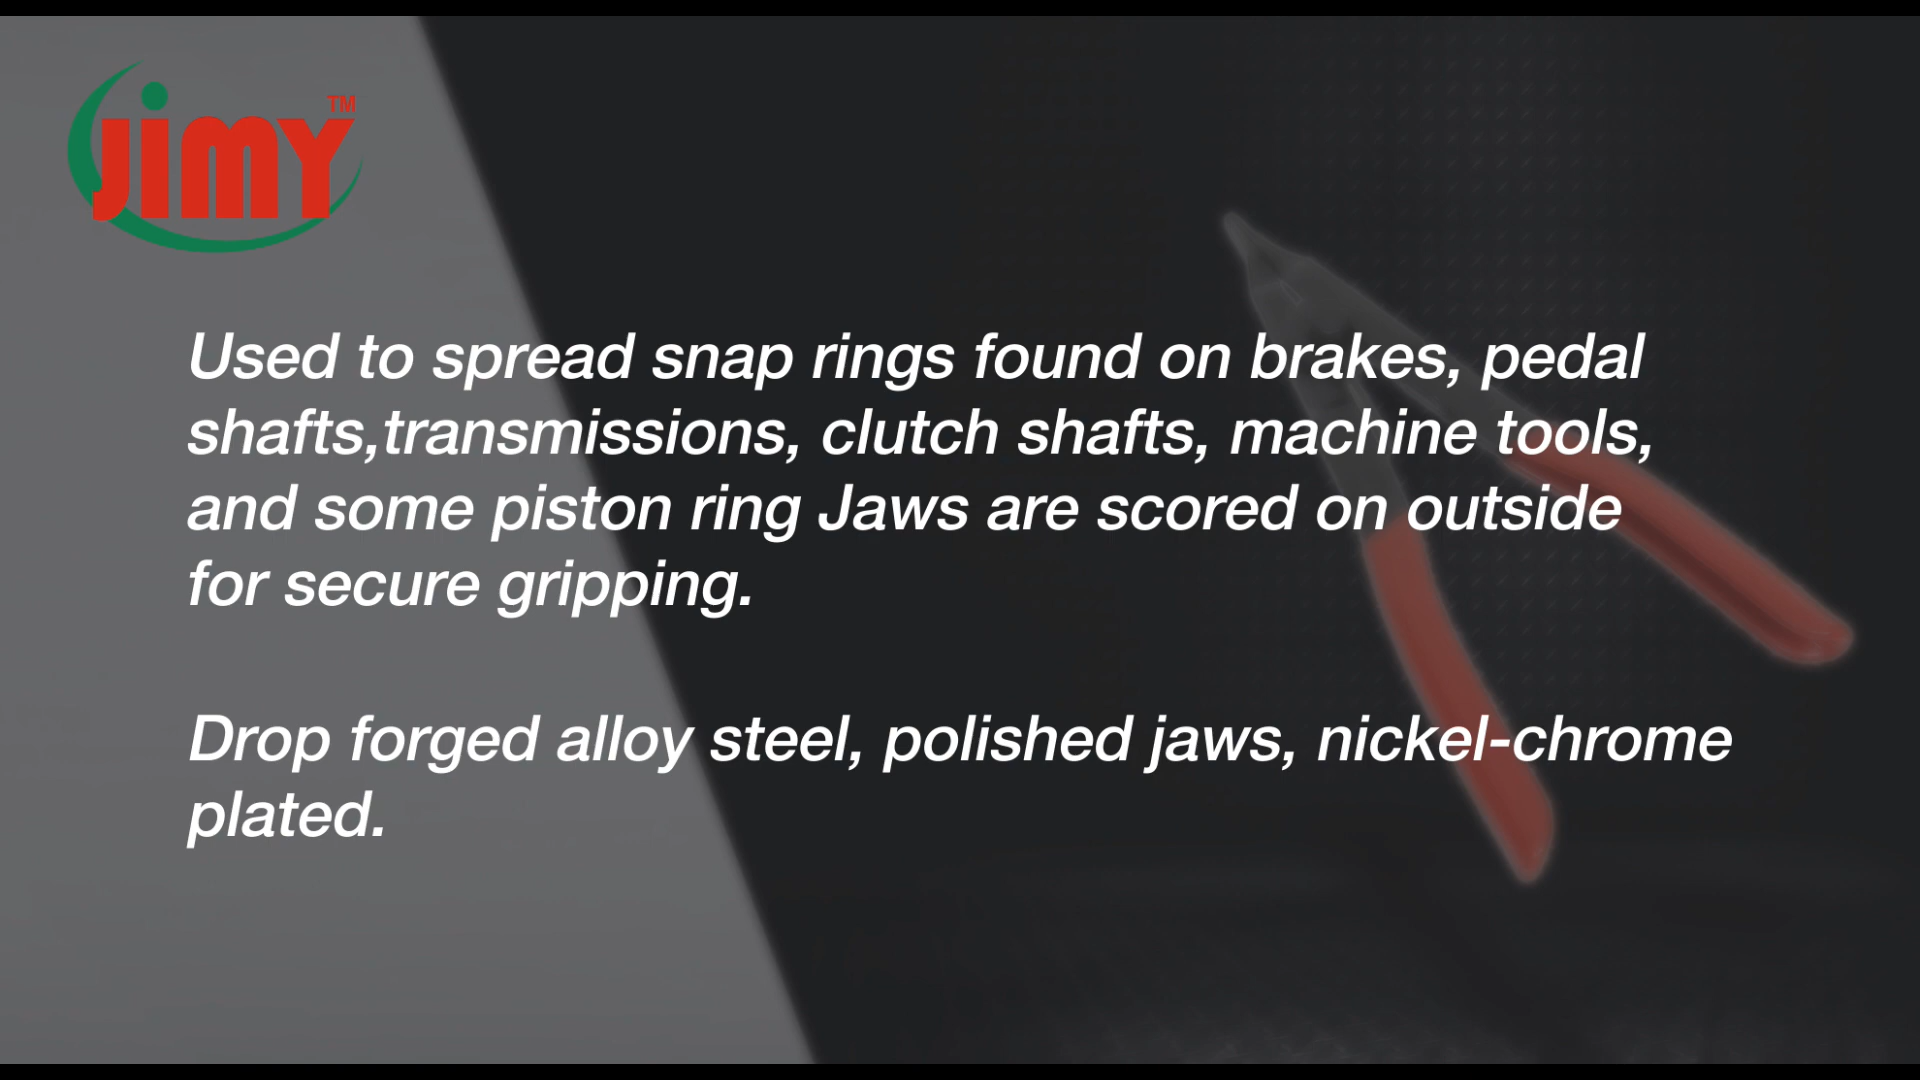 JiMY™
Used to spread snap rings found on brakes, pedal
shafts,transmissions, clutch shafts, machine tools,
and some piston ring Jaws are scored on outside
for secure gripping.
Drop forged alloy steel, polished jaws, nickel-chrome
plated.